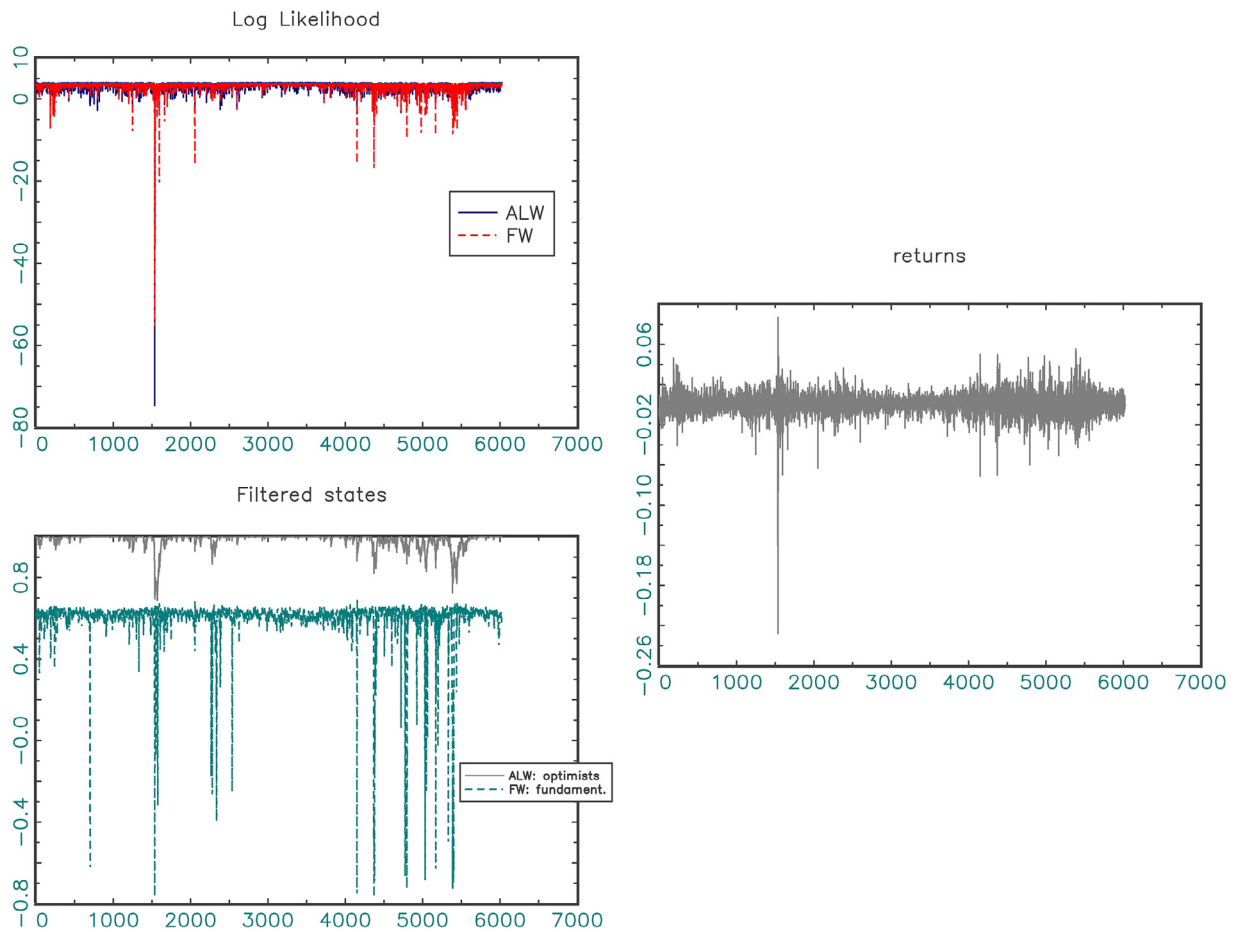 Log Likelihood
10
0
−20
−40
−60
−80
ALW
FW
0 1000 2000 3000 4000 5000 6000 7000
Filtered states
0.8
0.4
−0.0
−0.4
−0.8
ALW: optimists
FW: fundament.
0 1000 2000 3000 4000 5000 6000 7000
returns
0.06
−0.02
−0.10
−0.18
−0.26
0 1000 2000 3000 4000 5000 6000 7000